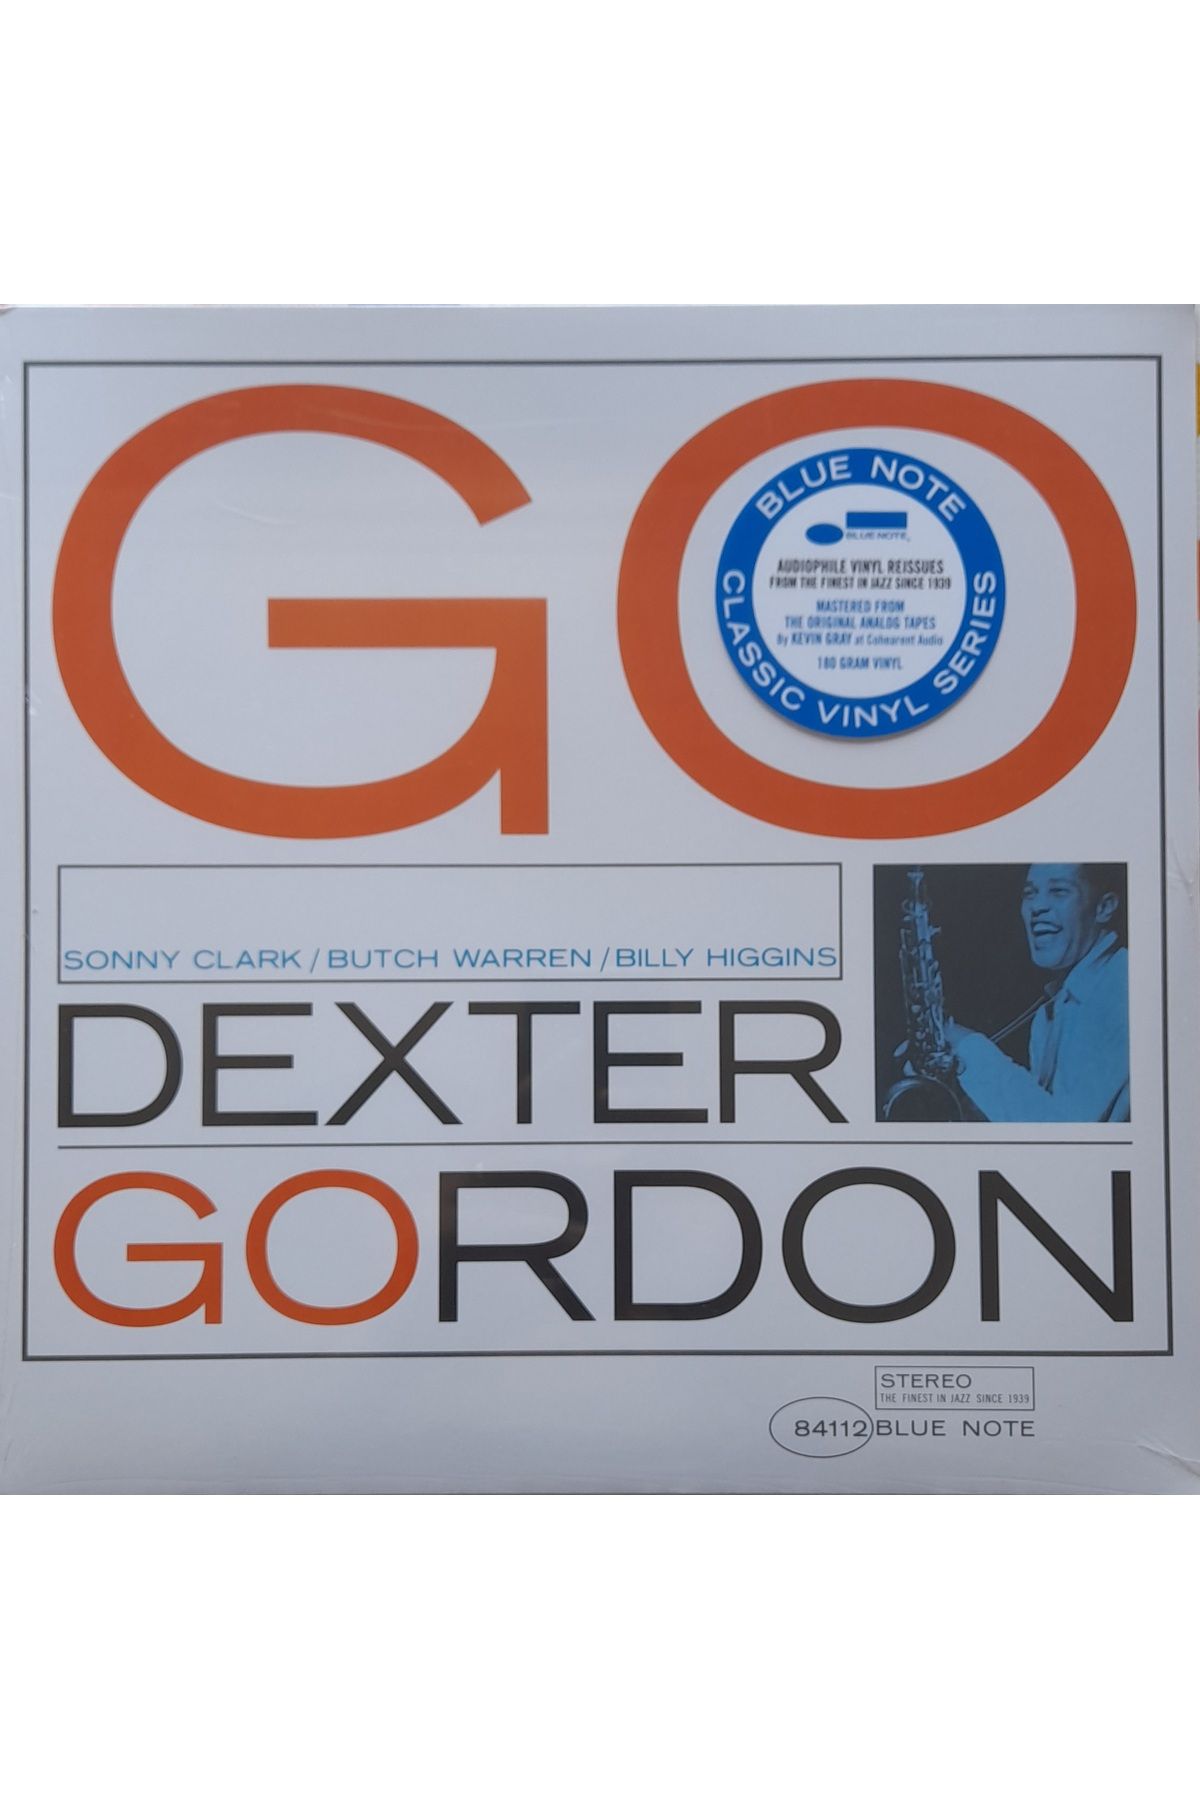 GO
BLUE NOTE
BLUE NOTE
AUDIOPHILE VINYL REISSUES
FROM THE FINEST IN JAZZ SINCE 1939
MASTERED FROM
THE ORIGINAL ANALOG TAPES
By KEVIN GRAY at Cohearent Audio
180 GRAM VINYL
CLASSIC VINYL SERIES
SONNY CLARK/BUTCH WARREN/BILLY HIGGINS
DEXTER
GORDON
STEREO
THE FINEST IN JAZZ SINCE 1939
84112 BLUE NOTE